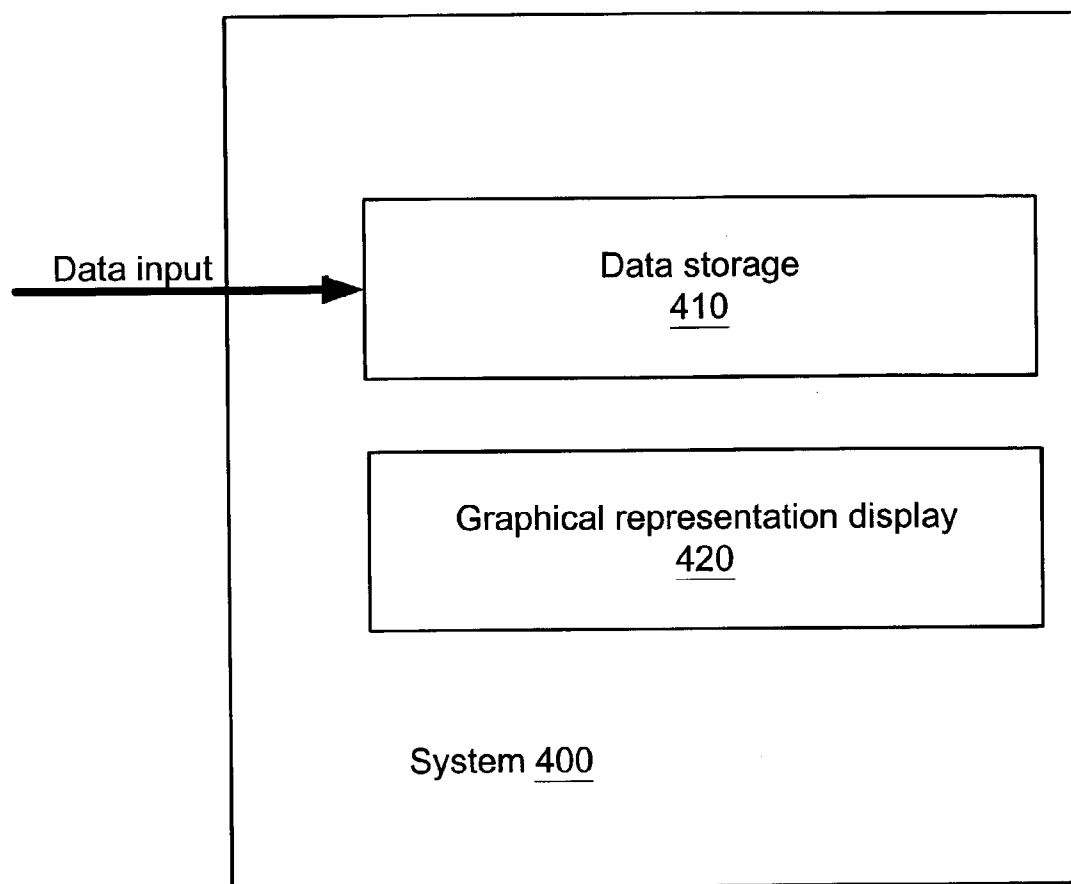 Data input
Data storage
410
Graphical representation display
420
System 400